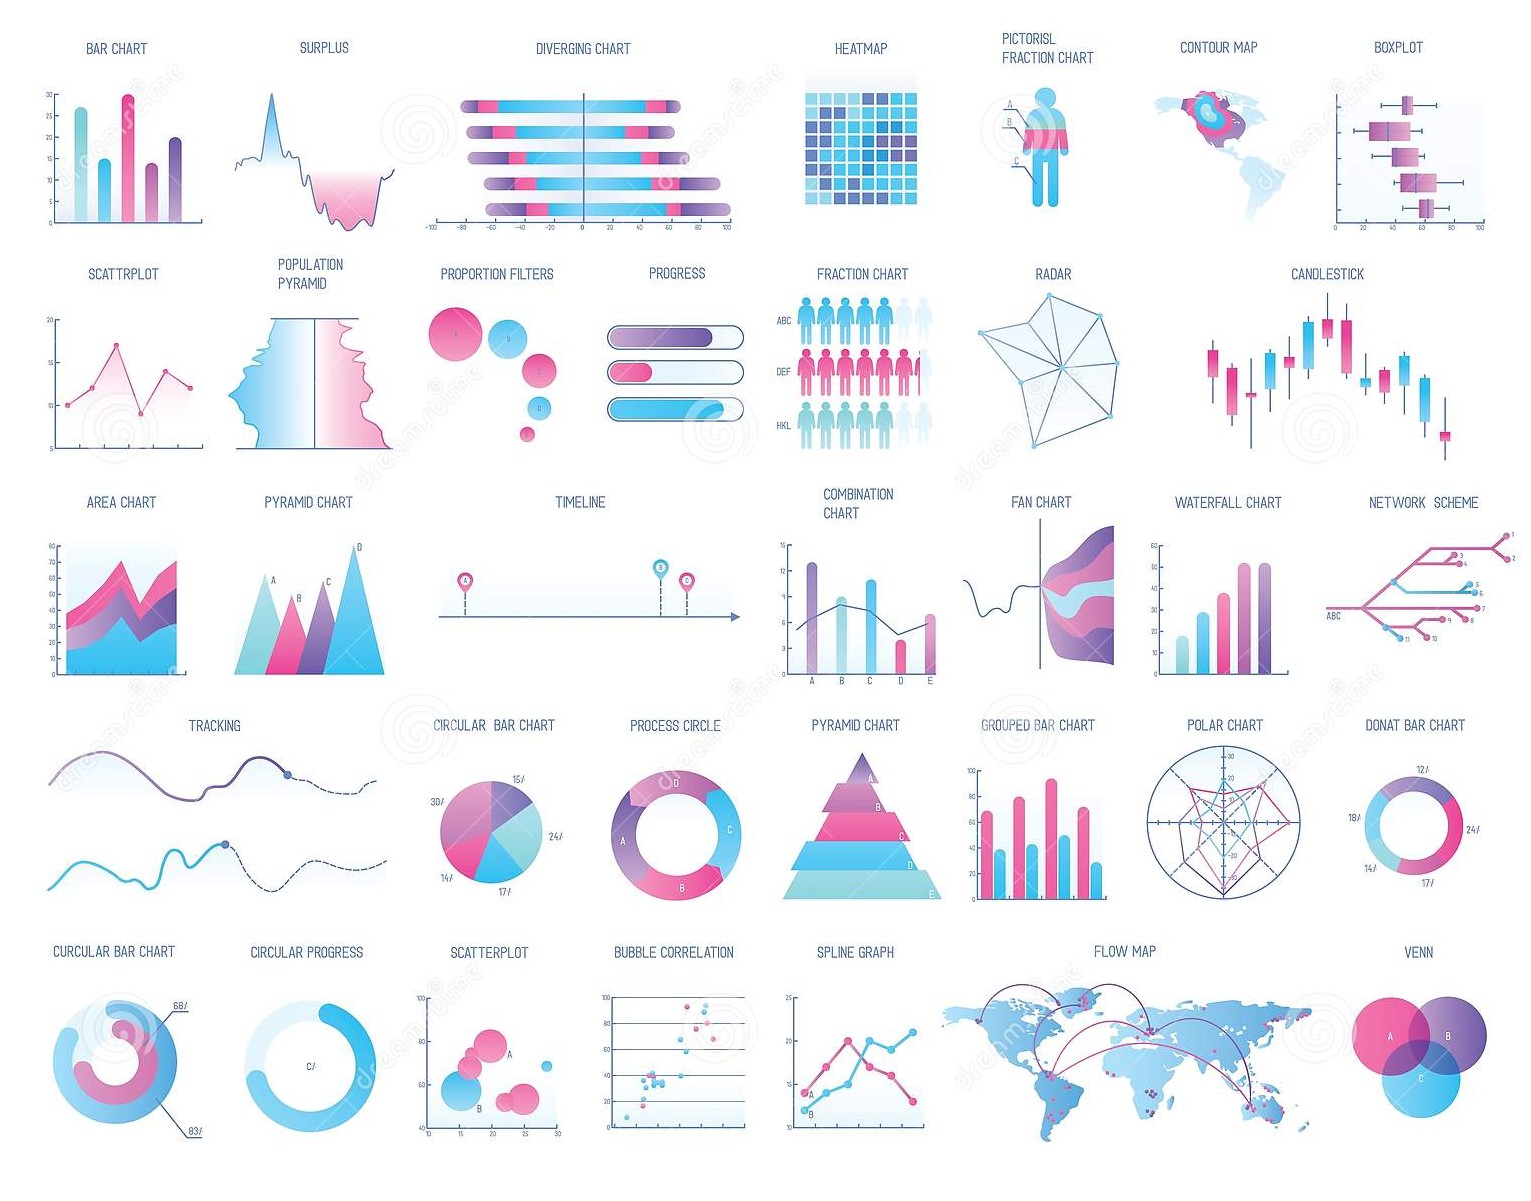 BAR CHART
SURPLUS
DIVERGING CHART
HEATMAP
PICTORISL
FRACTION CHART
CONTOUR MAP
BOXPLOT
30
25
20
15
10
5
0
-100 -80 -60 -40 -20 0 20 40 60 80 100
A
B
C
0 20 40 60 80 100
SCATTRPLOT
POPULATION
PYRAMID
PROPORTION FILTERS
PROGRESS
FRACTION CHART
RADAR
CANDLESTICK
20
15
10
5
A
C
D
ABC
DEF
HKL
AREA CHART
PYRAMID CHART
TIMELINE
COMBINATION
CHART
FAN CHART
WATERFALL CHART
NETWORK SCHEME
80
70
60
50
40
30
20
10
0
A
B
C
D
A
B
C
15
12
9
6
3
0
A B C D E
60
50
40
30
20
10
0
ABC
1
2
3
4
5
6
7
8
9
10
11
TRACKING
CIRCULAR BAR CHART
PROCESS CIRCLE
PYRAMID CHART
GROUPED BAR CHART
POLAR CHART
DONAT BAR CHART
15/
24/
17/
14/
30/
D
C
B
A
A
B
C
D
E
100
80
60
40
20
0
30
20
12/
24/
17/
14/
18/
CURCULAR BAR CHART
CIRCULAR PROGRESS
SCATTERPLOT
BUBBLE CORRELATION
SPLINE GRAPH
FLOW MAP
VENN
68/
83/
C/
100
80
60
40
10 15 20 25 30
A
B
100
80
60
40
20
0
25
20
15
10
A
B
A
B
C
dreamstime